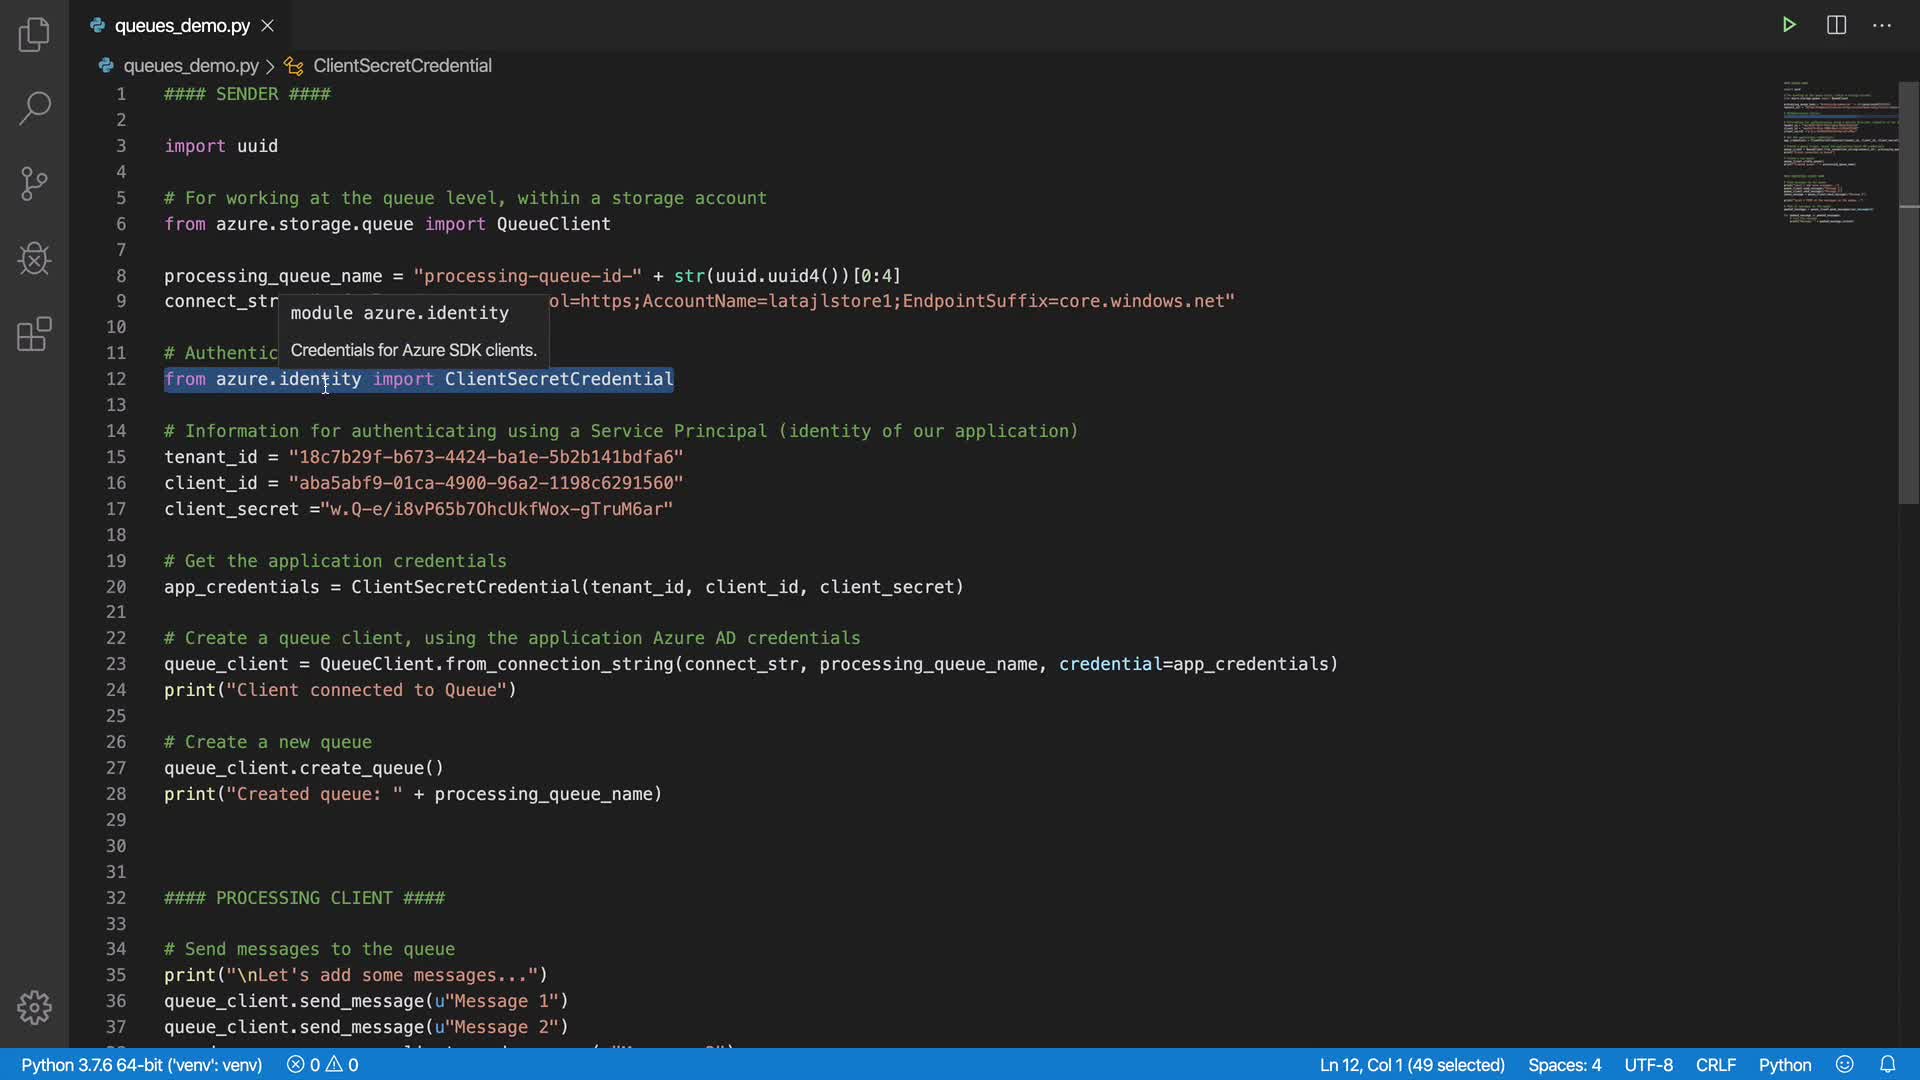 queues_demo.py
queues_demo.py > ClientSecretCredential
1 #### SENDER ####
2
3 import uuid
4
5 # For working at the queue level, within a storage account
6 from azure.storage.queue import QueueClient
7
8 processing_queue_name = "processing-queue-id-" + str(uuid.uuid4())[0:4]
9 connect_str ol=https;AccountName=latajlstore1;EndpointSuffix=core.windows.net"
module azure.identity
10
Credentials for Azure SDK clients.
11 # Authentic
12 from azure.identity import ClientSecretCredential
13
14 # Information for authenticating using a Service Principal (identity of our application)
15 tenant_id = "18c7b29f-b673-4424-ba1e-5b2b141bdfa6"
16 client_id = "aba5abf9-01ca-4900-96a2-1198c6291560"
17 client_secret ="w.Q-e/i8vP65b7OhcUkfWox-gTruM6ar"
18
19 # Get the application credentials
20 app_credentials = ClientSecretCredential(tenant_id, client_id, client_secret)
21
22 # Create a queue client, using the application Azure AD credentials
23 queue_client = QueueClient.from_connection_string(connect_str, processing_queue_name, credential=app_credentials)
24 print("Client connected to Queue")
25
26 # Create a new queue
27 queue_client.create_queue()
28 print("Created queue: " + processing_queue_name)
29
30
31
32 #### PROCESSING CLIENT ####
33
34 # Send messages to the queue
35 print("\nLet's add some messages...")
36 queue_client.send_message(u"Message 1")
37 queue_client.send_message(u"Message 2")
Python 3.7.6 64-bit ('venv': venv) 0 0 Ln 12, Col 1 (49 selected) Spaces: 4 UTF-8 CRLF Python